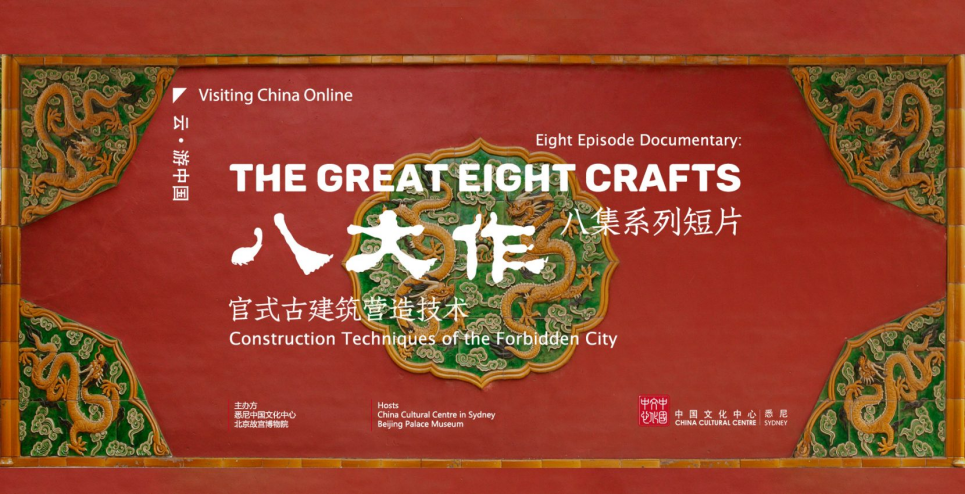 Visiting China Online
云·游中国
Eight Episode Documentary:
THE GREAT EIGHT CRAFTS
八大作
八集系列短片
官式古建筑营造技术
Construction Techniques of the Forbidden City
主办方
悉尼中国文化中心
北京故宫博物院
Hosts
China Cultural Centre in Sydney
Beijing Palace Museum
中国文化中心 悉尼
CHINA CULTURAL CENTRE SYDNEY